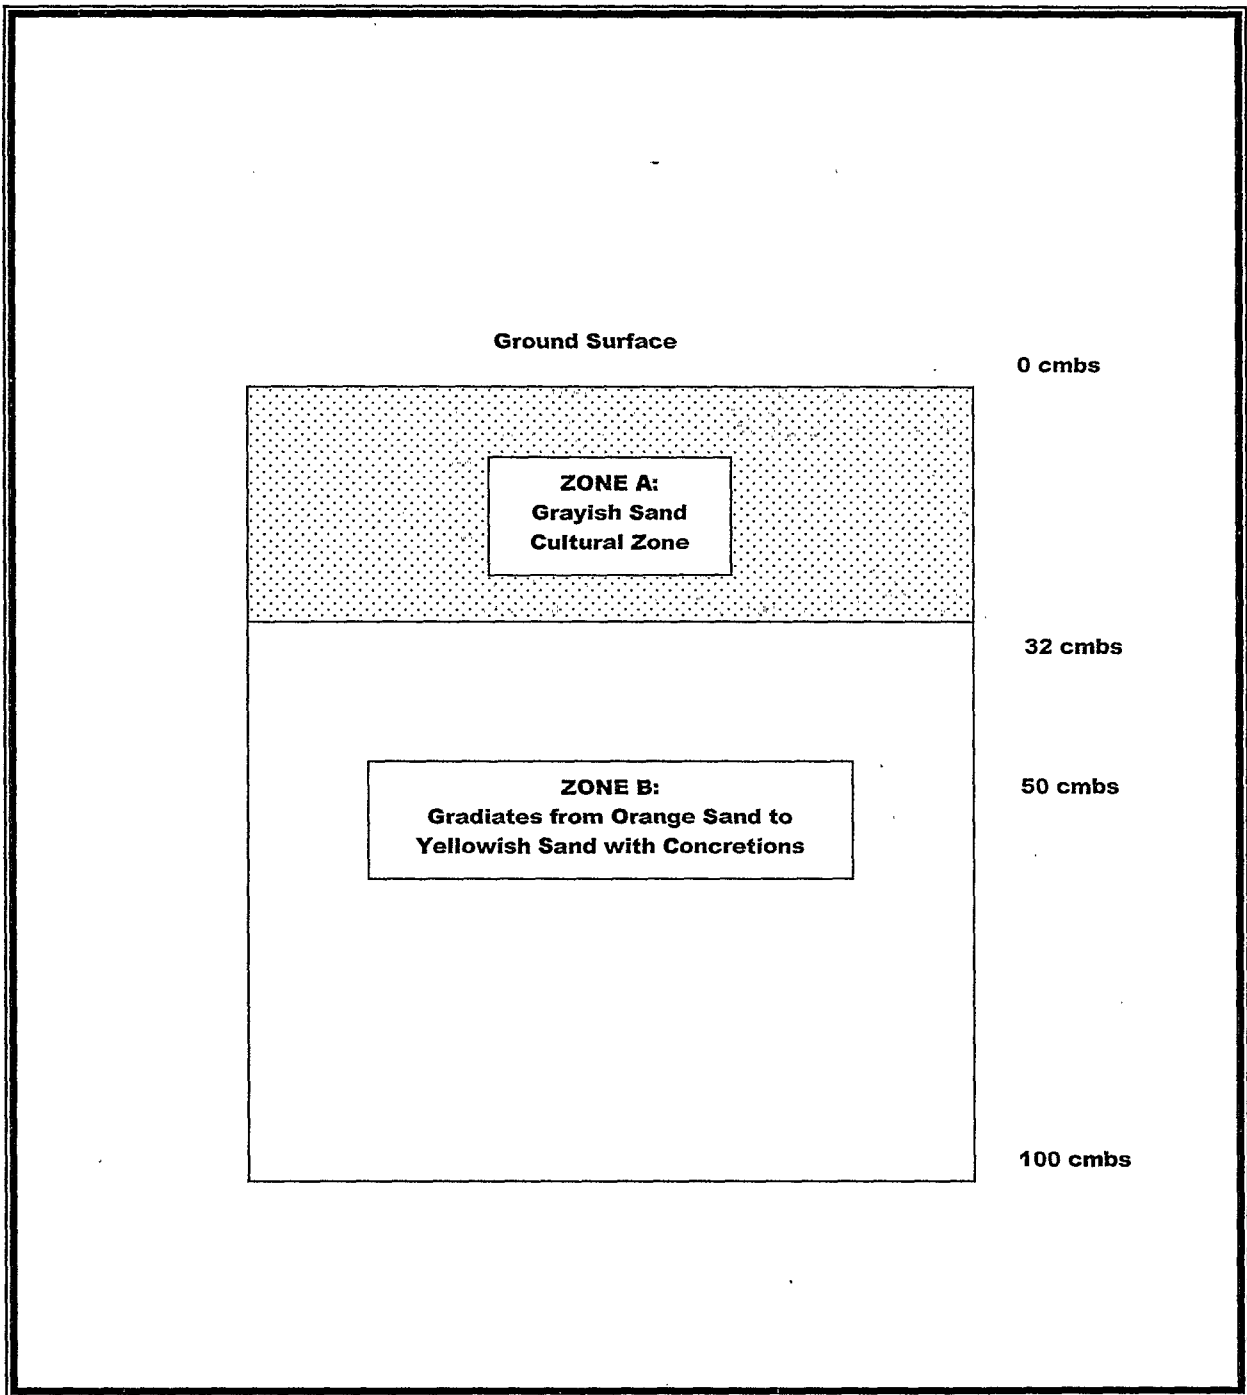 Ground Surface
0 cmbs
ZONE A:
Grayish Sand
Cultural Zone
32 cmbs
50 cmbs
ZONE B:
Gradiates from Orange Sand to
Yellowish Sand with Concretions
100 cmbs